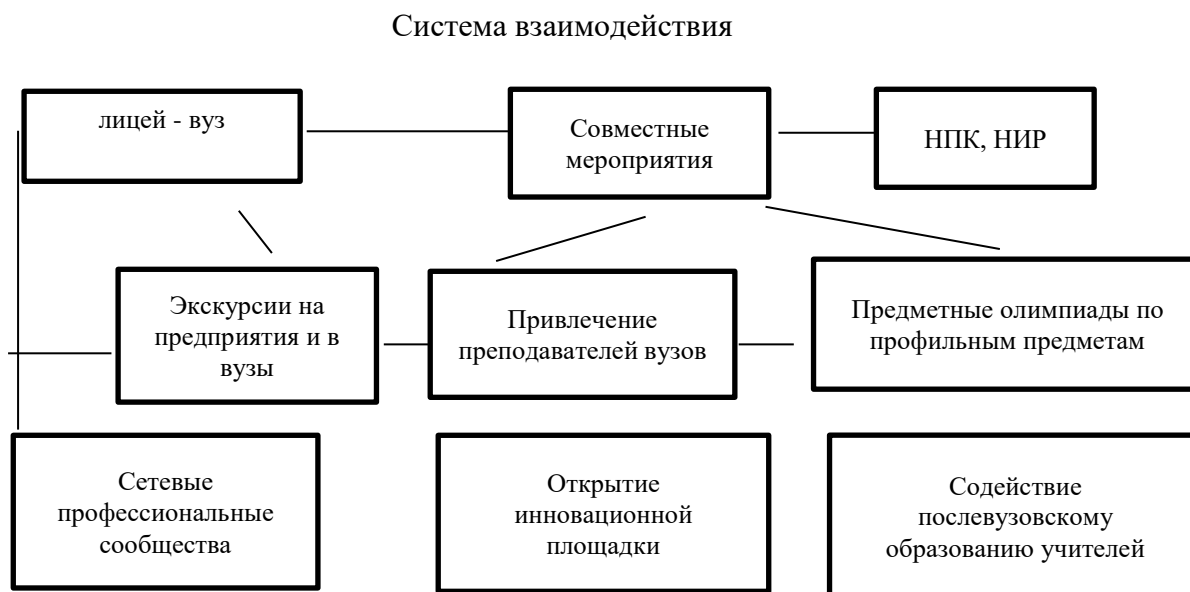 Система взаимодействия
лицей - вуз
Совместные
мероприятия
НПК, НИР
Экскурсии на
предприятия и в
вузы
Привлечение
преподавателей вузов
Предметные олимпиады по
профильным предметам
Сетевые
профессиональные
сообщества
Открытие
инновационной
площадки
Содействие
послевузовскому
образованию учителей